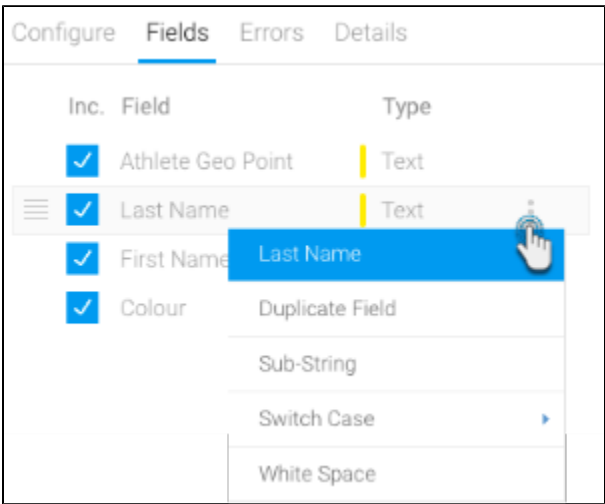 Configure Fields Errors Details
Inc. Field Type
Athlete Geo Point Text
Last Name Text
First Name
Last Name
Colour
Duplicate Field
Sub-String
Switch Case
White Space